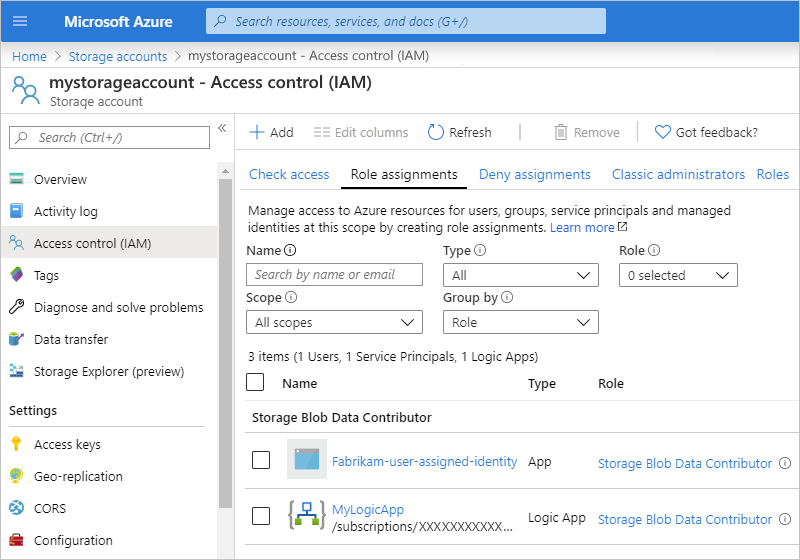 Microsoft Azure
Search resources, services, and docs (G+/)
Home > Storage accounts > mystorageaccount - Access control (IAM)
mystorageaccount - Access control (IAM)
Storage account
Search (Ctrl+/)
«
Overview
Activity log
Access control (IAM)
Tags
Diagnose and solve problems
Data transfer
Storage Explorer (preview)
Settings
Access keys
Geo-replication
CORS
Configuration
Add Edit columns Refresh Remove Got feedback?
Check access Role assignments Deny assignments Classic administrators Roles
Manage access to Azure resources for users, groups, service principals and managed
identities at this scope by creating role assignments. Learn more
Name Type Role
Search by name or email All 0 selected
Scope Group by
All scopes Role
3 items (1 Users, 1 Service Principals, 1 Logic Apps)
Name Type Role
Storage Blob Data Contributor
Fabrikam-user-assigned-identity App Storage Blob Data Contributor
MyLogicApp
/subscriptions/XXXXXXXXXXX... Logic App Storage Blob Data Contributor